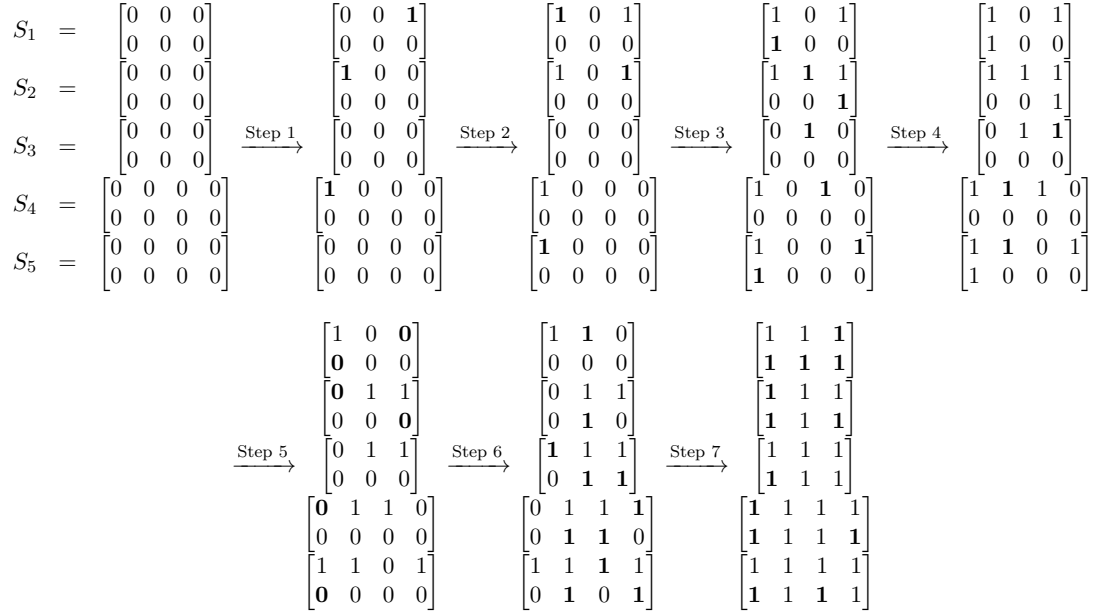 [0 0 0] [0 0 1] [1 0 1] [1 0 1] [1 0 1]
S₁ = [0 0 0] [0 0 0] [0 0 0] [1 0 0] [1 0 0]
[0 0 0] [1 0 0] [1 0 1] [1 1 1] [1 1 1]
S₂ = [0 0 0] [0 0 0] [0 0 0] [0 0 1] [0 0 1]
[0 0 0] [0 0 0] [0 0 0] [0 1 0] [0 1 1]
S₃ = [0 0 0] Step 1 → [0 0 0] Step 2 → [0 0 0] Step 3 → [0 0 0] Step 4 → [0 0 0]
[0 0 0 0] [1 0 0 0] [1 0 0 0] [1 0 1 0] [1 1 1 0]
S₄ = [0 0 0 0] [0 0 0 0] [0 0 0 0] [0 0 0 0] [0 0 0 0]
[0 0 0 0] [0 0 0 0] [1 0 0 0] [1 0 0 1] [1 1 0 1]
S₅ = [0 0 0 0] [0 0 0 0] [0 0 0 0] [1 0 0 0] [1 0 0 0]
[1 0 0] [1 1 0] [1 1 1]
[0 0 0] [0 0 0] [1 1 1]
[0 1 1] [0 1 1] [1 1 1]
[0 0 0] [0 1 0] [1 1 1]
[0 1 1] [1 1 1] [1 1 1]
Step 5 → [0 0 0] Step 6 → [0 1 1] Step 7 → [1 1 1]
[0 1 1 0] [0 1 1 1] [1 1 1 1]
[0 0 0 0] [0 1 1 0] [1 1 1 1]
[1 1 0 1] [1 1 1 1] [1 1 1 1]
[0 0 0 0] [0 1 0 1] [1 1 1 1]